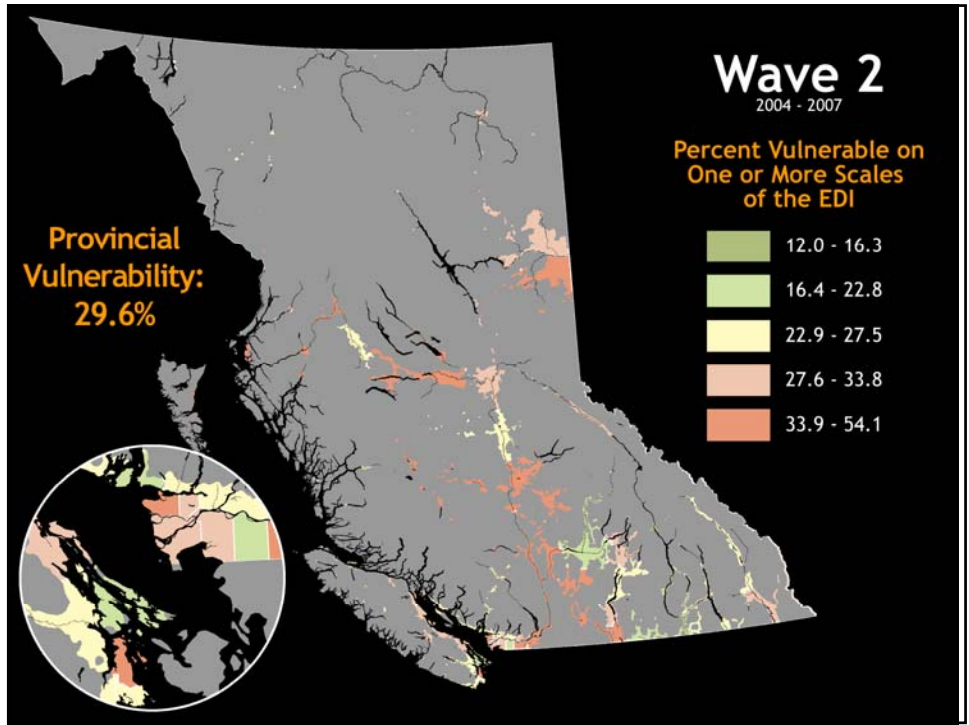 Wave 2
2004 - 2007
Percent Vulnerable on
One or More Scales
of the EDI
12.0 - 16.3
16.4 - 22.8
22.9 - 27.5
27.6 - 33.8
33.9 - 54.1
Provincial
Vulnerability:
29.6%